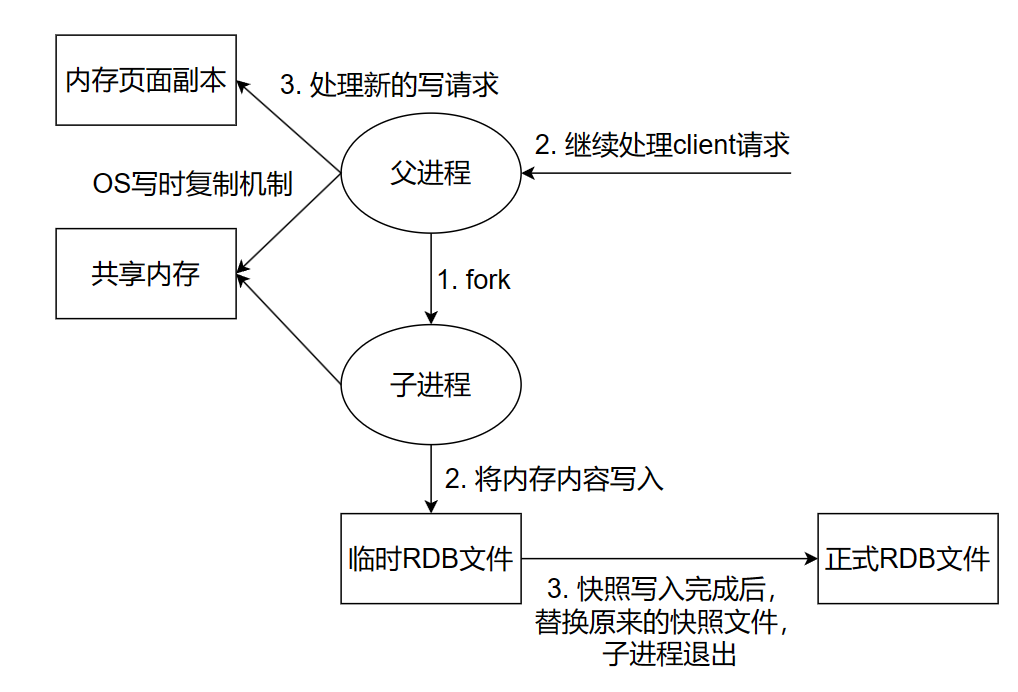 内存页面副本
3. 处理新的写请求
2. 继续处理client请求
父进程
OS写时复制机制
共享内存
1. fork
子进程
2. 将内存内容写入
临时RDB文件
正式RDB文件
3. 快照写入完成后，
替换原来的快照文件，
子进程退出